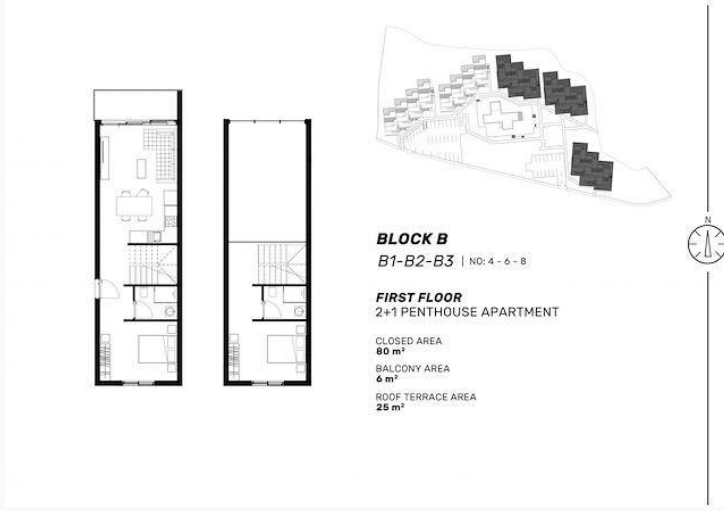 N
BLOCK B
B1-B2-B3 | NO: 4 - 6 - 8
FIRST FLOOR
2+1 PENTHOUSE APARTMENT
CLOSED AREA
80 m²
BALCONY AREA
6 m²
ROOF TERRACE AREA
25 m²